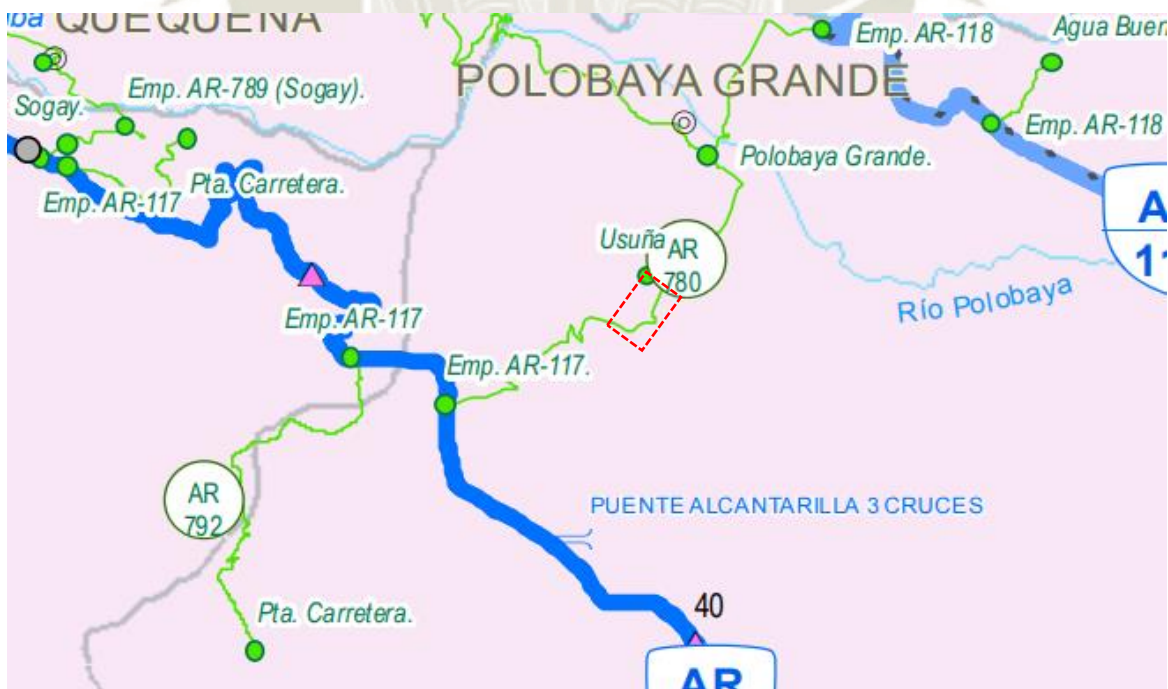 QUEQUEÑA
Emp. AR-118
Agua Buen
Emp. AR-789 (Sogay).
POLOBAYA GRANDE
Sogay.
Emp. AR-118
Polobaya Grande.
Pta. Carretera.
Emp. AR-117
Usuña
AR
780
A
11
Río Polobaya
Emp. AR-117
Emp. AR-117.
AR
792
PUENTE ALCANTARILLA 3 CRUCES
Pta. Carretera.
40
AR